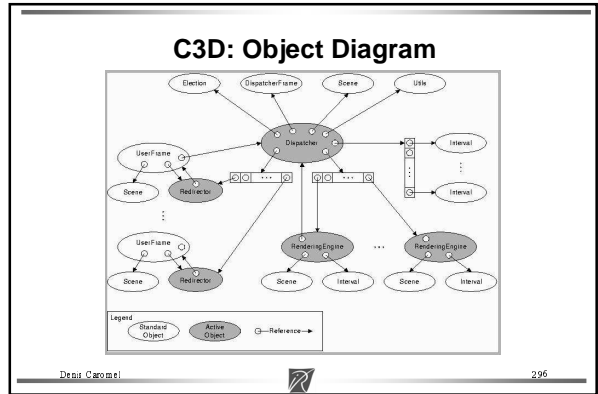 C3D: Object Diagram
Election DispatcherFrame Scene Utils
Dispatcher
Interval
UserFrame
...
...
Scene Redirector
Interval
UserFrame
RenderingEngine ... RenderingEngine
Scene Redirector Scene Interval Scene Interval
Legend
Standard Object
Active Object
Reference
Denis Caromel 296